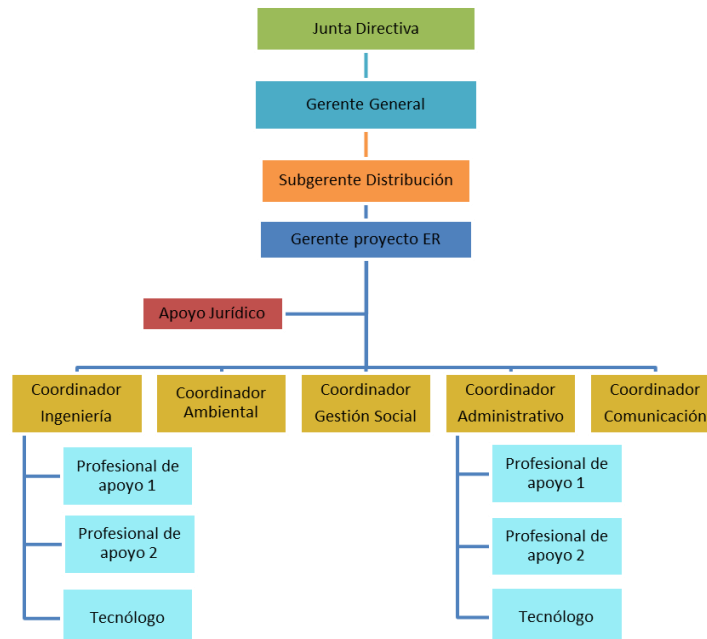 Junta Directiva
Gerente General
Subgerente Distribución
Gerente proyecto ER
Apoyo Jurídico
Coordinador
Ingeniería
Coordinador
Ambiental
Coordinador
Gestión Social
Coordinador
Administrativo
Coordinador
Comunicación
Profesional de
apoyo 1
Profesional de
apoyo 2
Tecnólogo
Profesional de
apoyo 1
Profesional de
apoyo 2
Tecnólogo